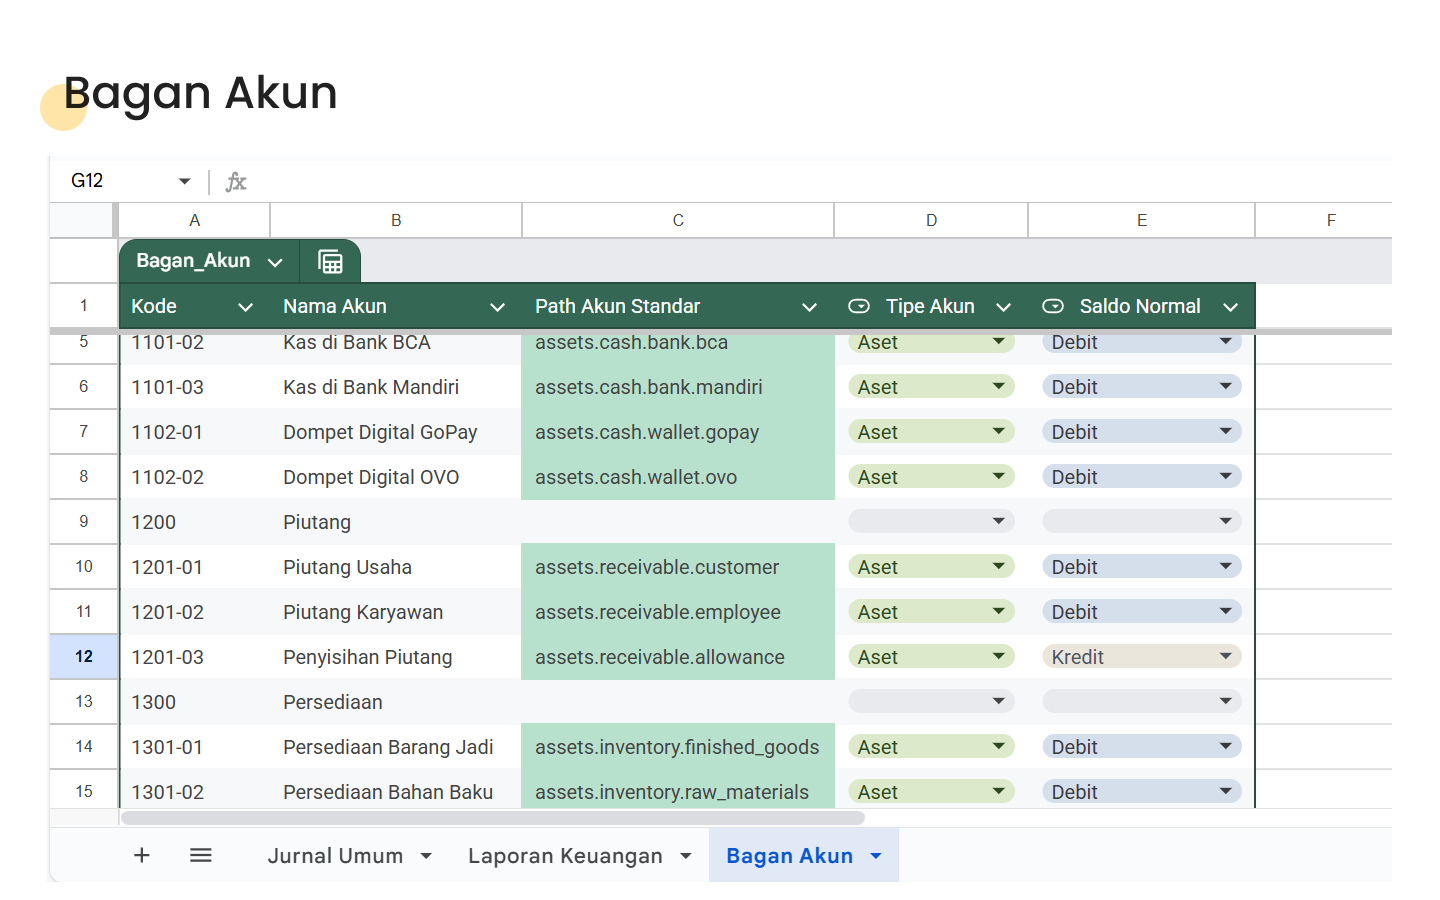 Bagan Akun
G12 fx
A B C D E F
Bagan_Akun
1 Kode Nama Akun Path Akun Standar Tipe Akun Saldo Normal
5 1101-02 Kas di Bank BCA assets.cash.bank.bca Aset Debit
6 1101-03 Kas di Bank Mandiri assets.cash.bank.mandiri Aset Debit
7 1102-01 Dompet Digital GoPay assets.cash.wallet.gopay Aset Debit
8 1102-02 Dompet Digital OVO assets.cash.wallet.ovo Aset Debit
9 1200 Piutang
10 1201-01 Piutang Usaha assets.receivable.customer Aset Debit
11 1201-02 Piutang Karyawan assets.receivable.employee Aset Debit
12 1201-03 Penyisihan Piutang assets.receivable.allowance Aset Kredit
13 1300 Persediaan
14 1301-01 Persediaan Barang Jadi assets.inventory.finished_goods Aset Debit
15 1301-02 Persediaan Bahan Baku assets.inventory.raw_materials Aset Debit
Jurnal Umum Laporan Keuangan Bagan Akun